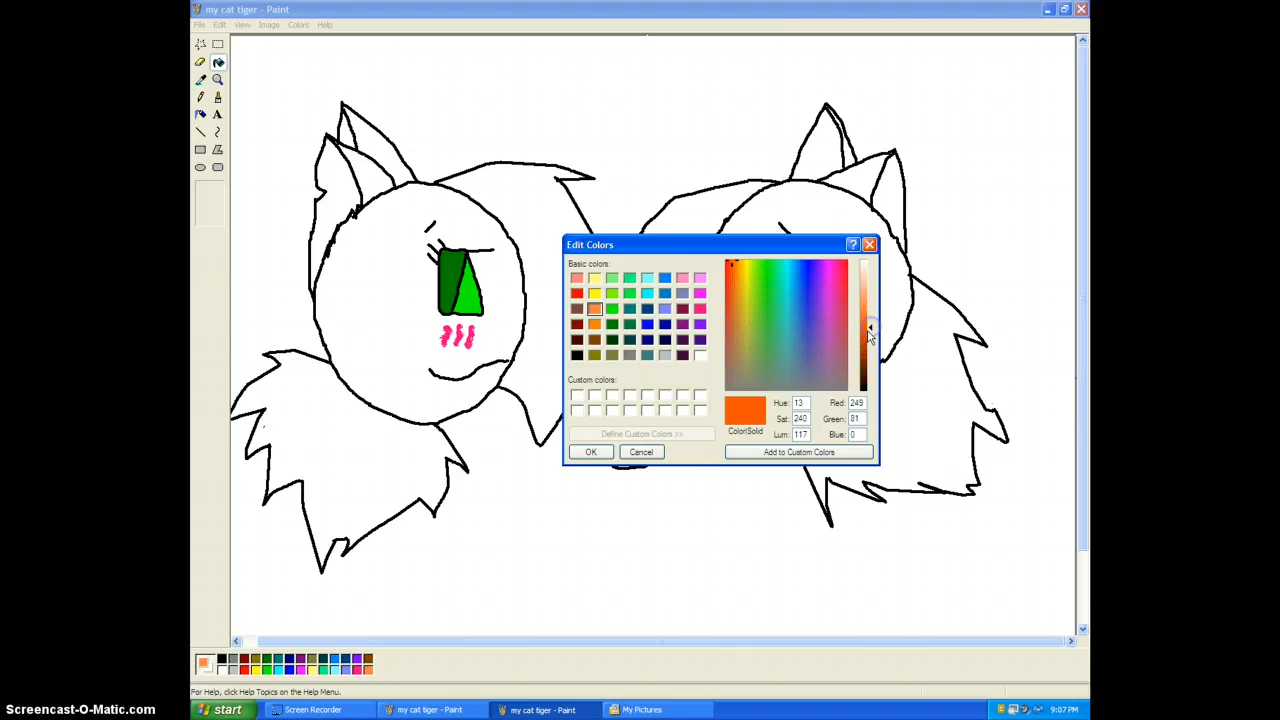 my cat tiger - Paint
File Edit View Image Colors Help
A
Edit Colors
?
Basic colors:
Custom colors:
Define Custom Colors >>
OK Cancel
Color|Solid
Hue: 13 Red: 249
Sat: 240 Green: 81
Lum: 117 Blue: 0
Add to Custom Colors
For Help, click Help Topics on the Help Menu.
Screencast-O-Matic.com
start Screen Recorder my cat tiger - Paint my cat tiger - Paint My Pictures 9:07 PM